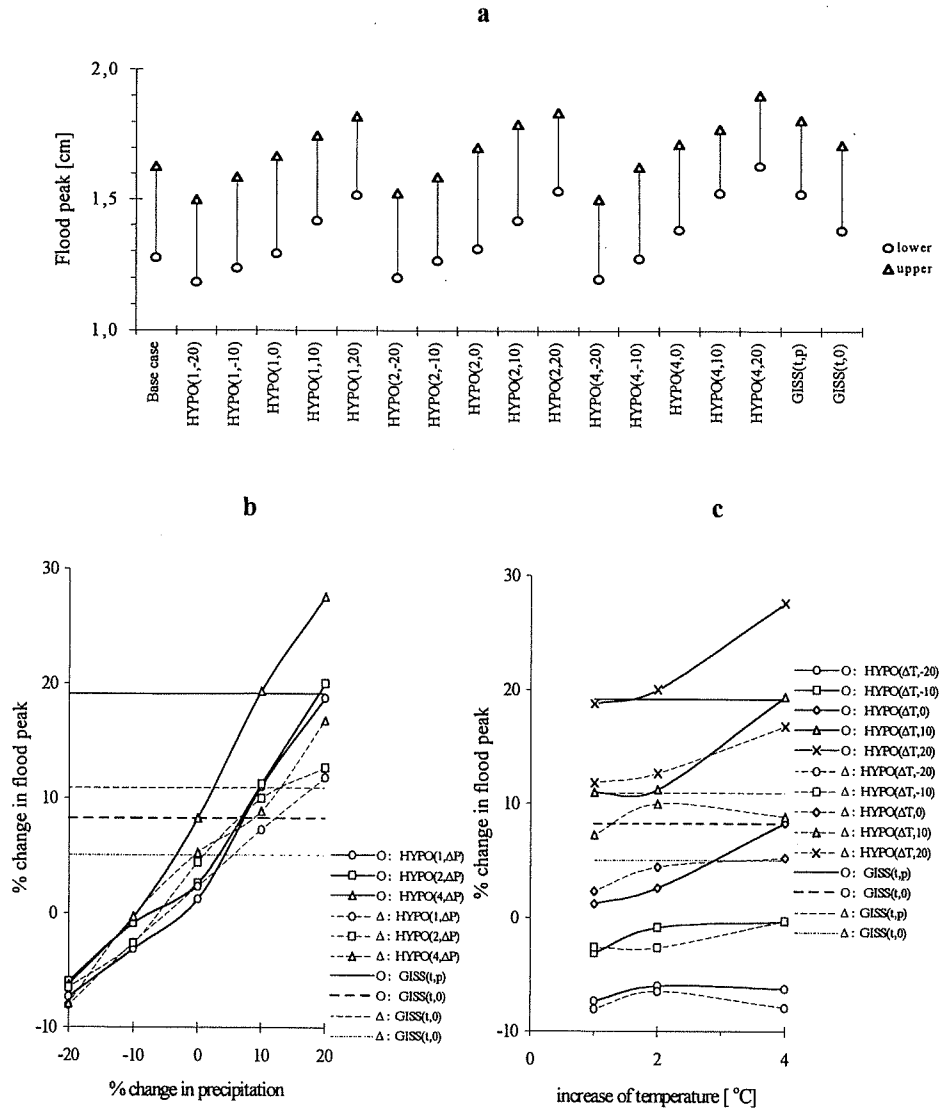 a
2,0
1,5
1,0
Flood peak [cm]
lower
upper
Base case
HYPO(1,-20)
HYPO(1,-10)
HYPO(1,0)
HYPO(1,10)
HYPO(1,20)
HYPO(2,-20)
HYPO(2,-10)
HYPO(2,0)
HYPO(2,10)
HYPO(2,20)
HYPO(4,-20)
HYPO(4,-10)
HYPO(4,0)
HYPO(4,10)
HYPO(4,20)
GISS(t,p)
GISS(t,0)
b
30
20
10
0
-10
% change in flood peak
-20 -10 0 10 20
% change in precipitation
O : HYPO(1,ΔP)
O : HYPO(2,ΔP)
O : HYPO(4,ΔP)
Δ : HYPO(1,ΔP)
Δ : HYPO(2,ΔP)
Δ : HYPO(4,ΔP)
O : GISS(t,p)
O : GISS(t,0)
Δ : GISS(t,0)
Δ : GISS(t,0)
c
30
20
10
0
-10
% change in flood peak
0 2 4
increase of temperature [ °C]
O : HYPO(ΔT,-20)
O : HYPO(ΔT,-10)
O : HYPO(ΔT,0)
O : HYPO(ΔT,10)
O : HYPO(ΔT,20)
Δ : HYPO(ΔT,-20)
Δ : HYPO(ΔT,-10)
Δ : HYPO(ΔT,0)
Δ : HYPO(ΔT,10)
Δ : HYPO(ΔT,20)
O : GISS(t,p)
O : GISS(t,0)
Δ : GISS(t,p)
Δ : GISS(t,0)